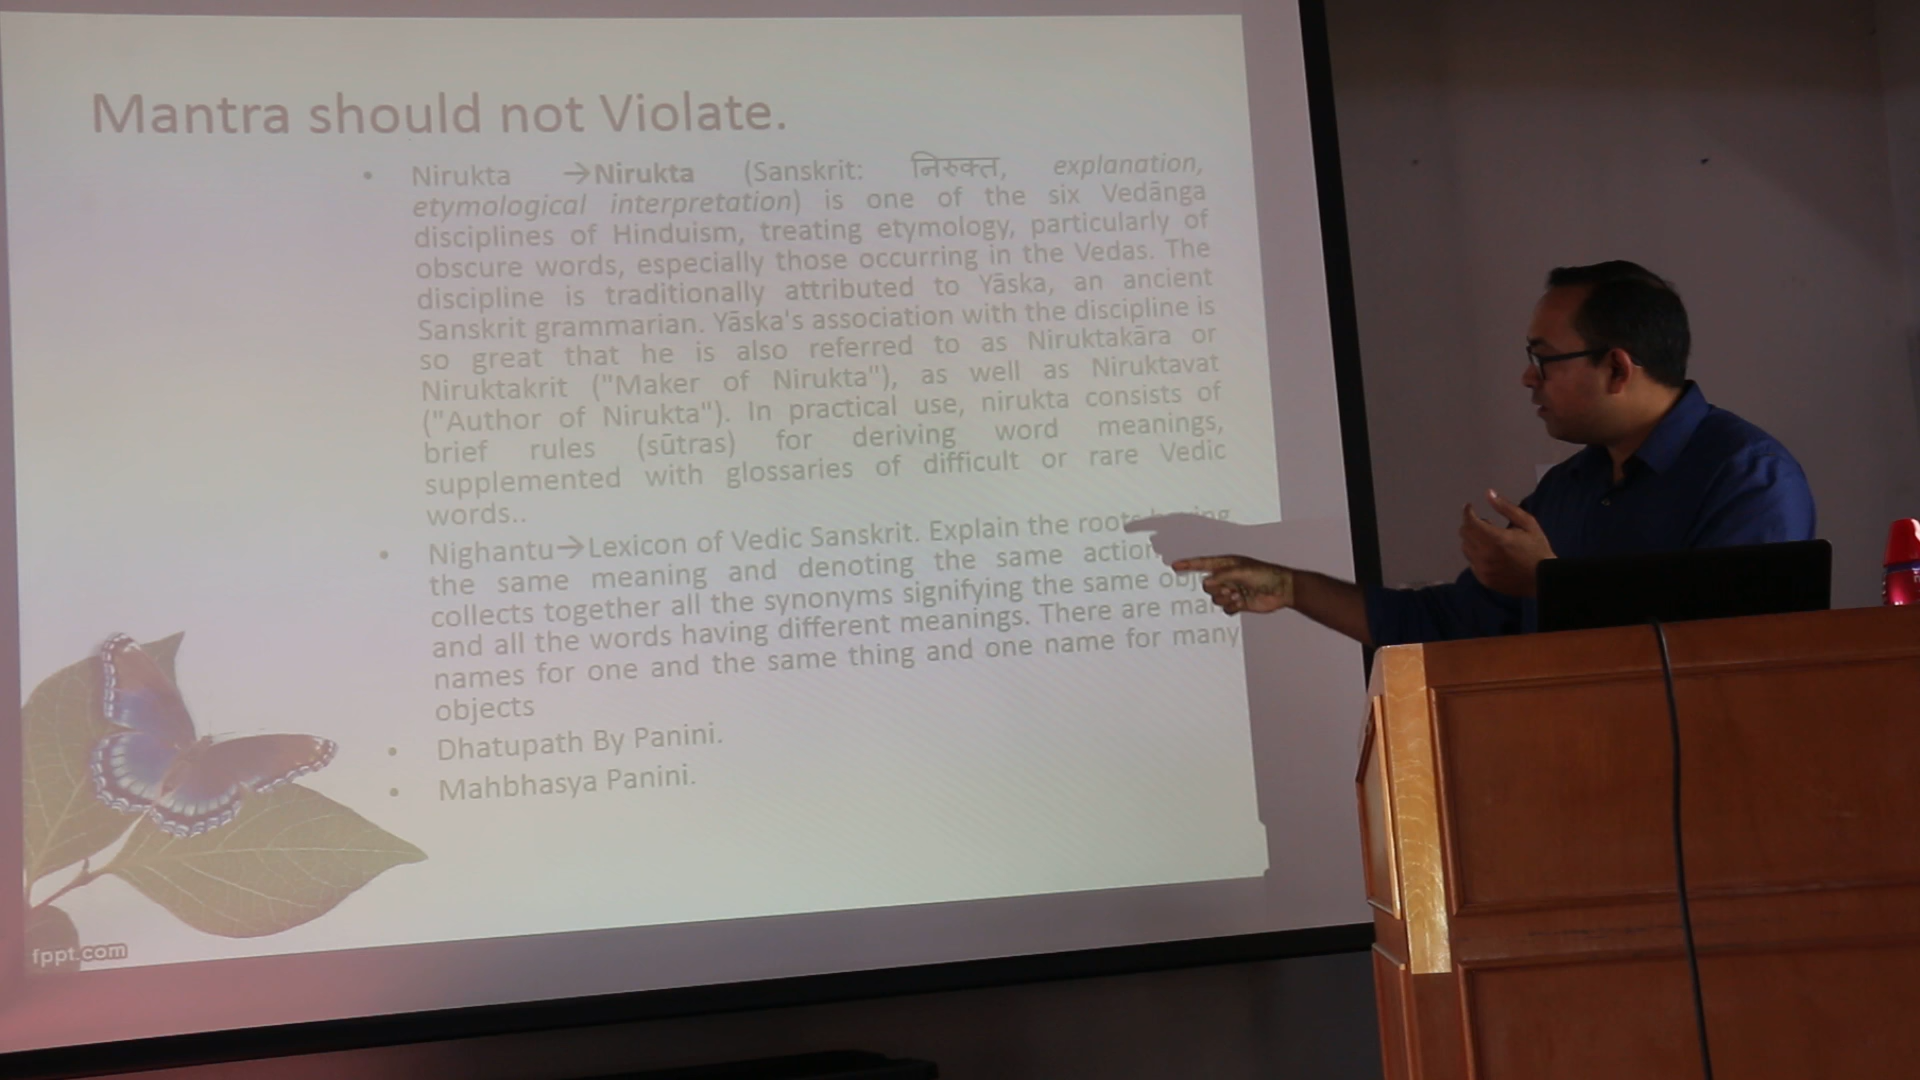 Mantra should not Violate.
• Nirukta →Nirukta (Sanskrit: निरुक्त, explanation,
etymological interpretation) is one of the six Vedānga
disciplines of Hinduism, treating etymology, particularly of
obscure words, especially those occurring in the Vedas. The
discipline is traditionally attributed to Yāska, an ancient
Sanskrit grammarian. Yāska's association with the discipline is
so great that he is also referred to as Niruktakāra or
Niruktakrit ("Maker of Nirukta"), as well as Niruktavat
("Author of Nirukta"). In practical use, nirukta consists of
brief rules (sūtras) for deriving word meanings,
supplemented with glossaries of difficult or rare Vedic
words..
• Nighantu→Lexicon of Vedic Sanskrit. Explain the
the same meaning and denoting the same
collects together all the synonyms signifying the same
and all the words having different meanings. There are
names for one and the same thing and one name for many
objects
• Dhatupath By Panini.
• Mahbhasya Panini.
fppt.com